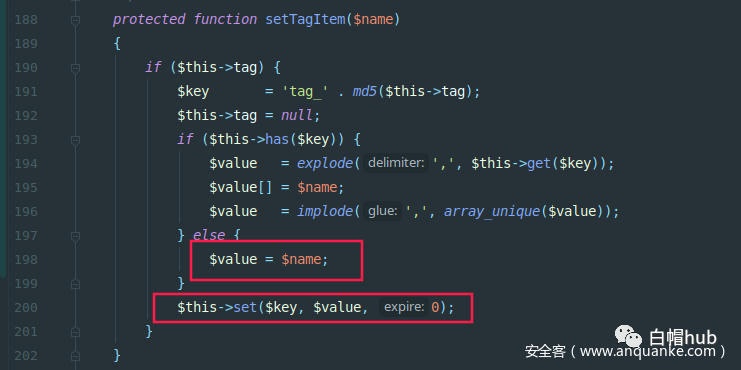 188 protected function setTagItem($name)
189 {
190 if ($this->tag) {
191 $key = 'tag_' . md5($this->tag);
192 $this->tag = null;
193 if ($this->has($key)) {
194 $value = explode( delimiter: ',', $this->get($key));
195 $value[] = $name;
196 $value = implode( glue: ',', array_unique($value));
197 } else {
198 $value = $name;
199 }
200 $this->set($key, $value, expire: 0);
201 }
202 }
白帽hub
安全客（www.anquanke.com）